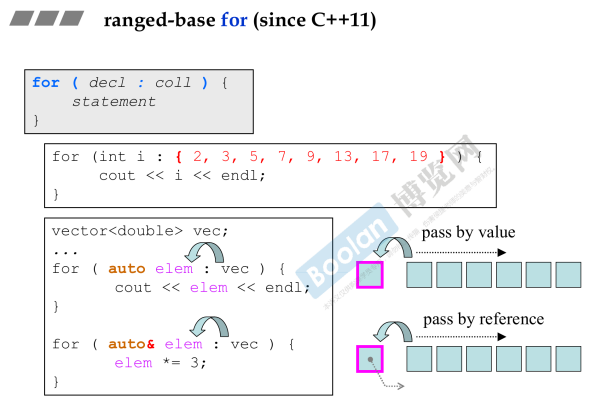 ranged-base for (since C++11)
for ( decl : coll ) {
statement
}
for (int i : { 2, 3, 5, 7, 9, 13, 17, 19 } ) {
cout << i << endl;
}
vector<double> vec;
...
for ( auto elem : vec ) {
cout << elem << endl;
}
for ( auto& elem : vec ) {
elem *= 3;
}
pass by value
pass by reference
Boolan 博览网